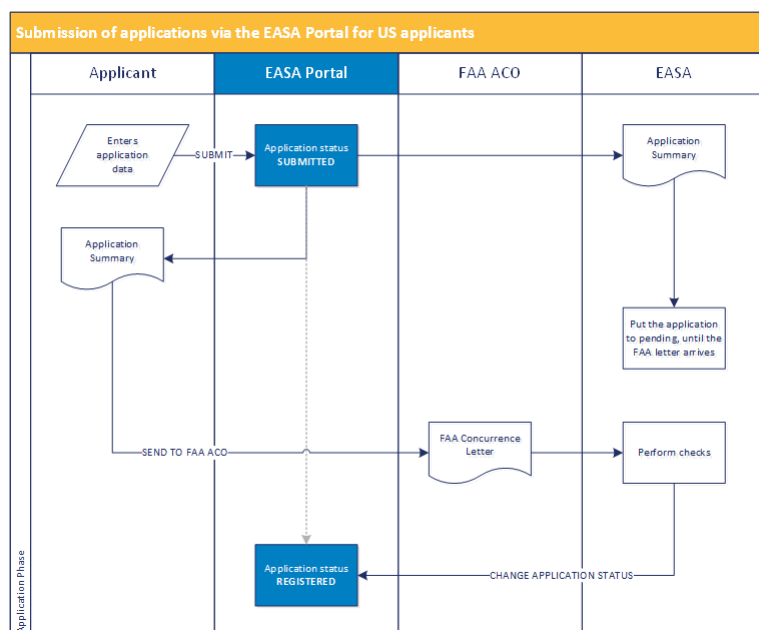 Submission of applications via the EASA Portal for US applicants
Applicant
EASA Portal
FAA ACO
EASA
Enters
application
data
SUBMIT
Application status
SUBMITTED
Application
Summary
Application
Summary
Put the application
to pending, until the
FAA letter arrives
SEND TO FAA ACO
FAA Concurrence
Letter
Perform checks
Application status
REGISTERED
CHANGE APPLICATION STATUS
Application Phase